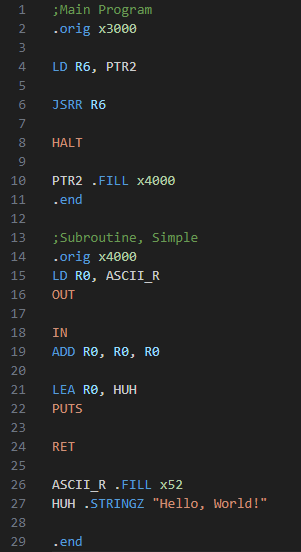 1 ;Main Program
2 .orig x3000
3
4 LD R6, PTR2
5
6 JSRR R6
7
8 HALT
9
10 PTR2 .FILL x4000
11 .end
12
13 ;Subroutine, Simple
14 .orig x4000
15 LD R0, ASCII_R
16 OUT
17
18 IN
19 ADD R0, R0, R0
20
21 LEA R0, HUH
22 PUTS
23
24 RET
25
26 ASCII_R .FILL x52
27 HUH .STRINGZ "Hello, World!"
28
29 .end